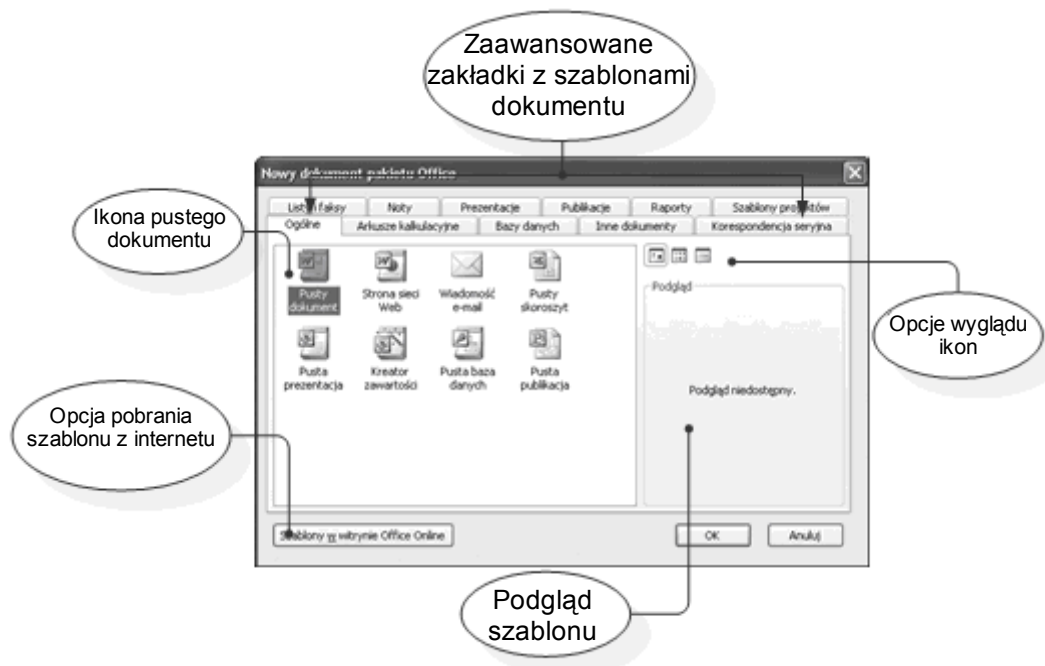 Zaawansowane
zakładki z szablonami
dokumentu
Nowy dokument pakietu Office
Ikona pustego
dokumentu
Listy i faksy Noty Prezentacje Publikacje Raporty Szablony projektów
Ogólne Arkusze kalkulacyjne Bazy danych Inne dokumenty Korespondencja seryjna
Pusty
dokument
Strona sieci
Web
Wiadomość
e-mail
Pusty
skoroszyt
Podgląd
Opcje wyglądu
ikon
Pusta
prezentacja
Kreator
zawartości
Pusta baza
danych
Pusta
publikacja
Podgląd niedostępny.
Opcja pobrania
szablonu z internetu
Szablony w witrynie Office Online
OK
Anuluj
Podgląd
szablonu